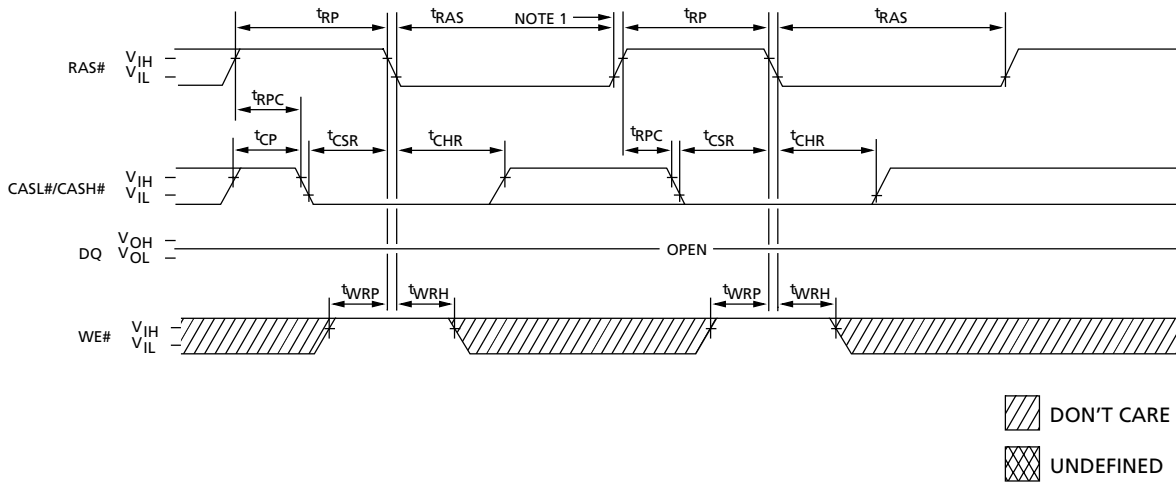 tRP tRAS NOTE 1 tRP tRAS
RAS# VIH
VIL
tRPC
tCP tCSR tCHR tRPC tCSR tCHR
CASL#/CASH# VIH
VIL
DQ VOH
VOL
OPEN
tWRP tWRH tWRP tWRH
WE# VIH
VIL
DON'T CARE
UNDEFINED